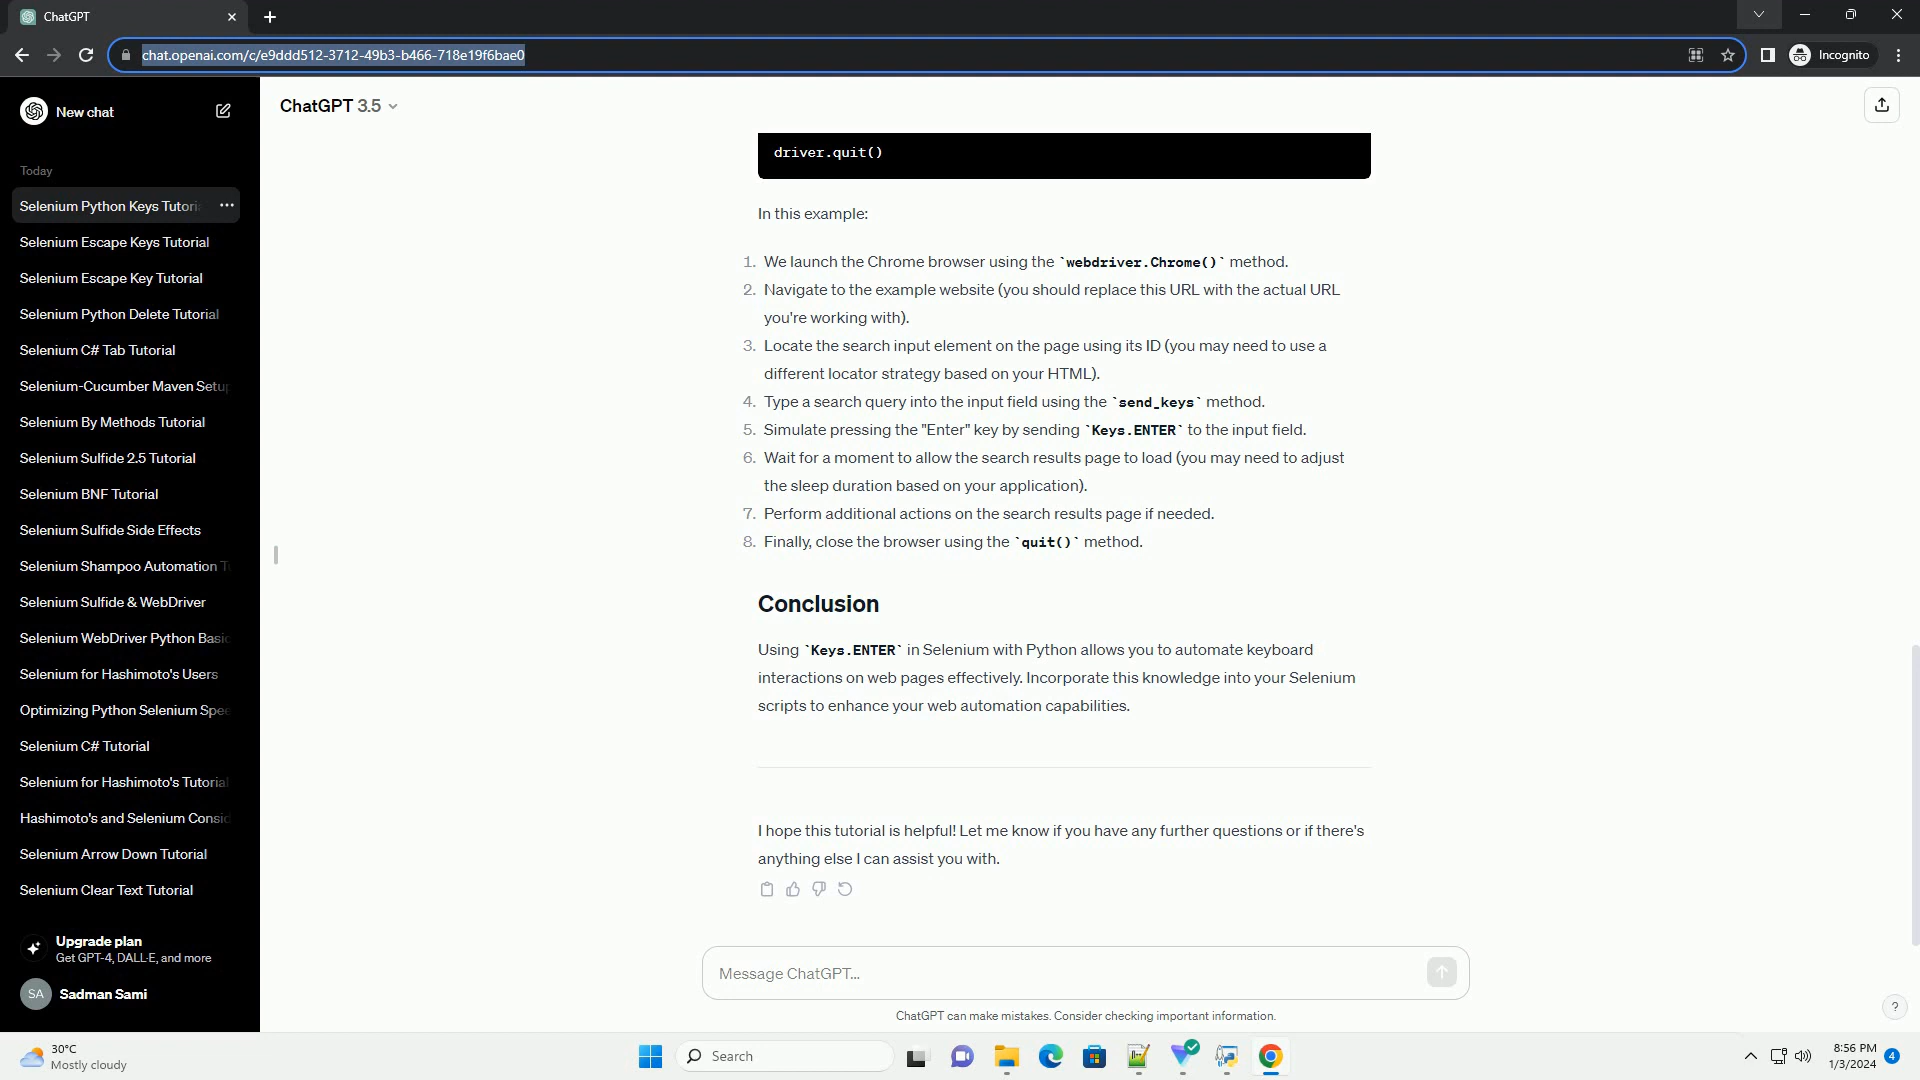 ChatGPT
chat.openai.com/c/e9ddd512-3712-49b3-b466-718e19f6bae0
Incognito
New chat
Today
Selenium Python Keys Tutori
Selenium Escape Keys Tutorial
Selenium Escape Key Tutorial
Selenium Python Delete Tutorial
Selenium C# Tab Tutorial
Selenium-Cucumber Maven Setup
Selenium By Methods Tutorial
Selenium Sulfide 2.5 Tutorial
Selenium BNF Tutorial
Selenium Sulfide Side Effects
Selenium Shampoo Automation T
Selenium Sulfide & WebDriver
Selenium WebDriver Python Basic
Selenium for Hashimoto's Users
Optimizing Python Selenium Spee
Selenium C# Tutorial
Selenium for Hashimoto's Tutorial
Hashimoto's and Selenium Consid
Selenium Arrow Down Tutorial
Selenium Clear Text Tutorial
Upgrade plan
Get GPT-4, DALL·E, and more
SA Sadman Sami
ChatGPT 3.5
driver.quit()
In this example:
1. We launch the Chrome browser using the `webdriver.Chrome()` method.
2. Navigate to the example website (you should replace this URL with the actual URL
you're working with).
3. Locate the search input element on the page using its ID (you may need to use a
different locator strategy based on your HTML).
4. Type a search query into the input field using the `send_keys` method.
5. Simulate pressing the "Enter" key by sending `Keys.ENTER` to the input field.
6. Wait for a moment to allow the search results page to load (you may need to adjust
the sleep duration based on your application).
7. Perform additional actions on the search results page if needed.
8. Finally, close the browser using the `quit()` method.
Conclusion
Using `Keys.ENTER` in Selenium with Python allows you to automate keyboard
interactions on web pages effectively. Incorporate this knowledge into your Selenium
scripts to enhance your web automation capabilities.
I hope this tutorial is helpful! Let me know if you have any further questions or if there's
anything else I can assist you with.
Message ChatGPT...
ChatGPT can make mistakes. Consider checking important information.
?
30°C
Mostly cloudy
Search
8:56 PM
1/3/2024
4